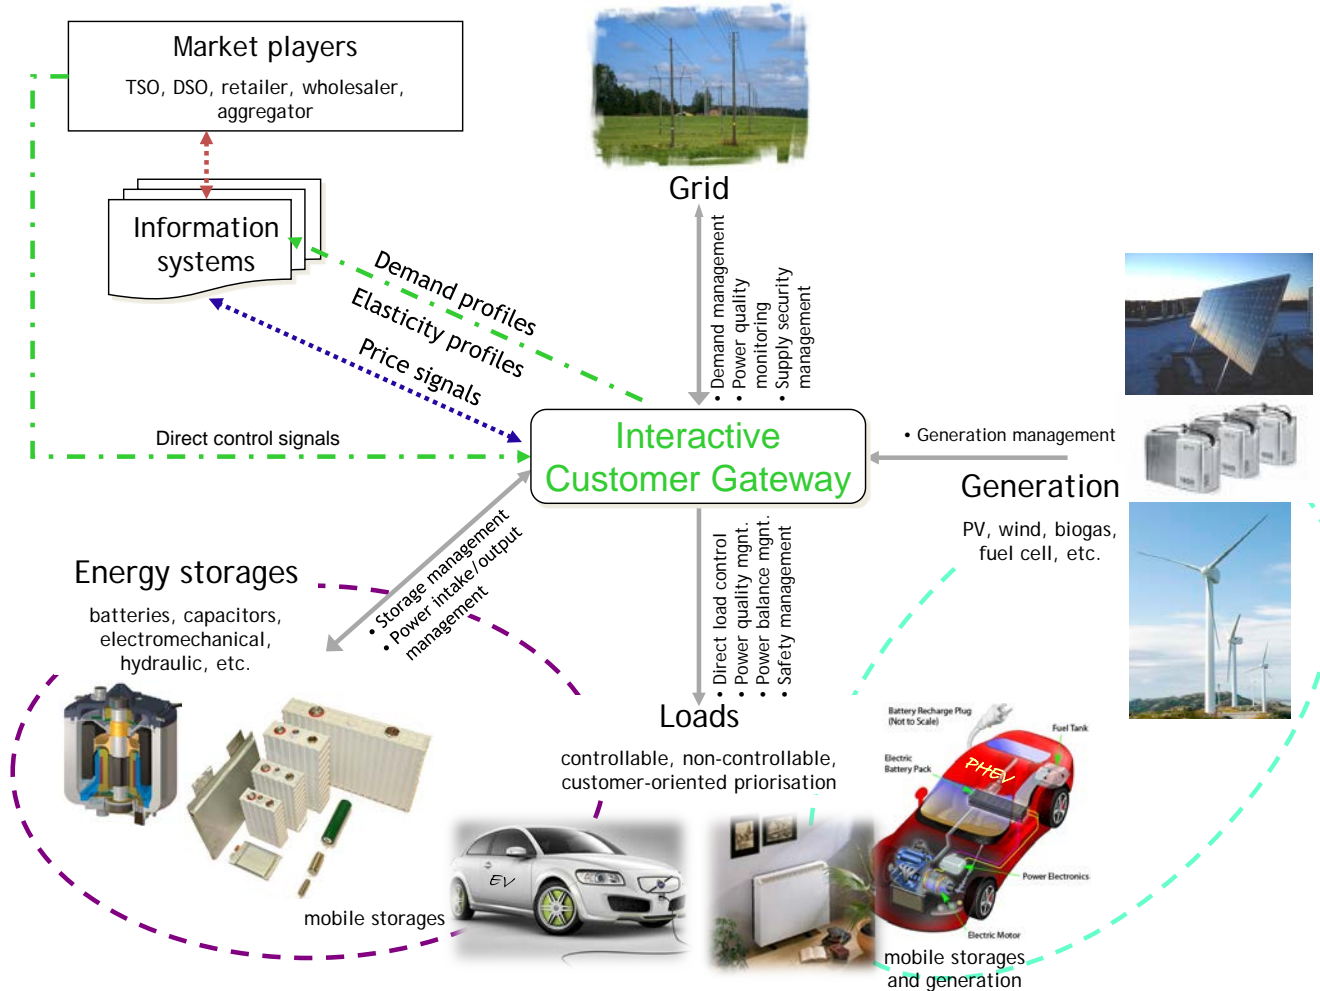 Market players
TSO, DSO, retailer, wholesaler,
aggregator
Grid
Information
systems
Demand profiles
Elasticity profiles
Price signals
• Demand management
• Power quality
monitoring
• Supply security
management
Direct control signals
Interactive
Customer Gateway
• Generation management
Generation
PV, wind, biogas,
fuel cell, etc.
Energy storages
batteries, capacitors,
electromechanical,
hydraulic, etc.
• Storage management
• Power intake/output
management
• Direct load control
• Power quality mgnt.
• Power balance mgnt.
• Safety management
Loads
controllable, non-controllable,
customer-oriented priorisation
Battery Recharge Plug
(Not to Scale)
Fuel Tank
Electric
Battery Pack
PHEV
Power Electronics
Electric Motor
EV
mobile storages
mobile storages
and generation